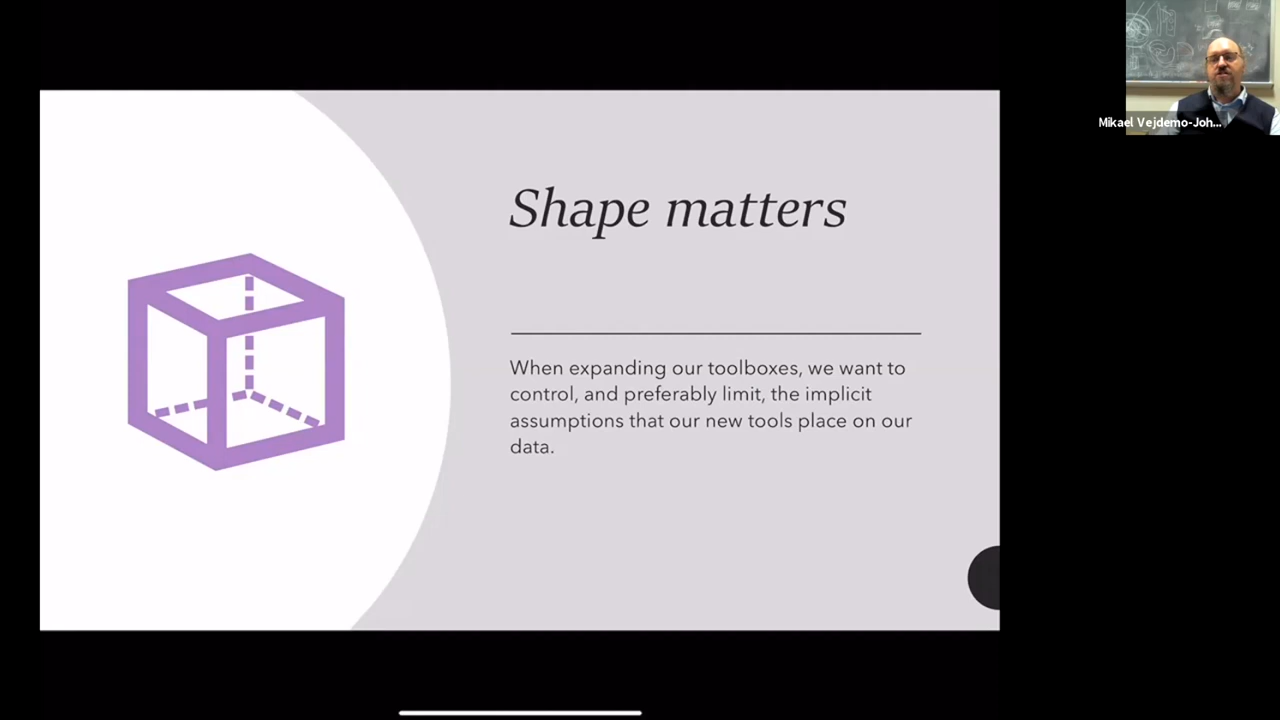 Shape matters
When expanding our toolboxes, we want to
control, and preferably limit, the implicit
assumptions that our new tools place on our
data.
Mikael Vejdemo-Joh...